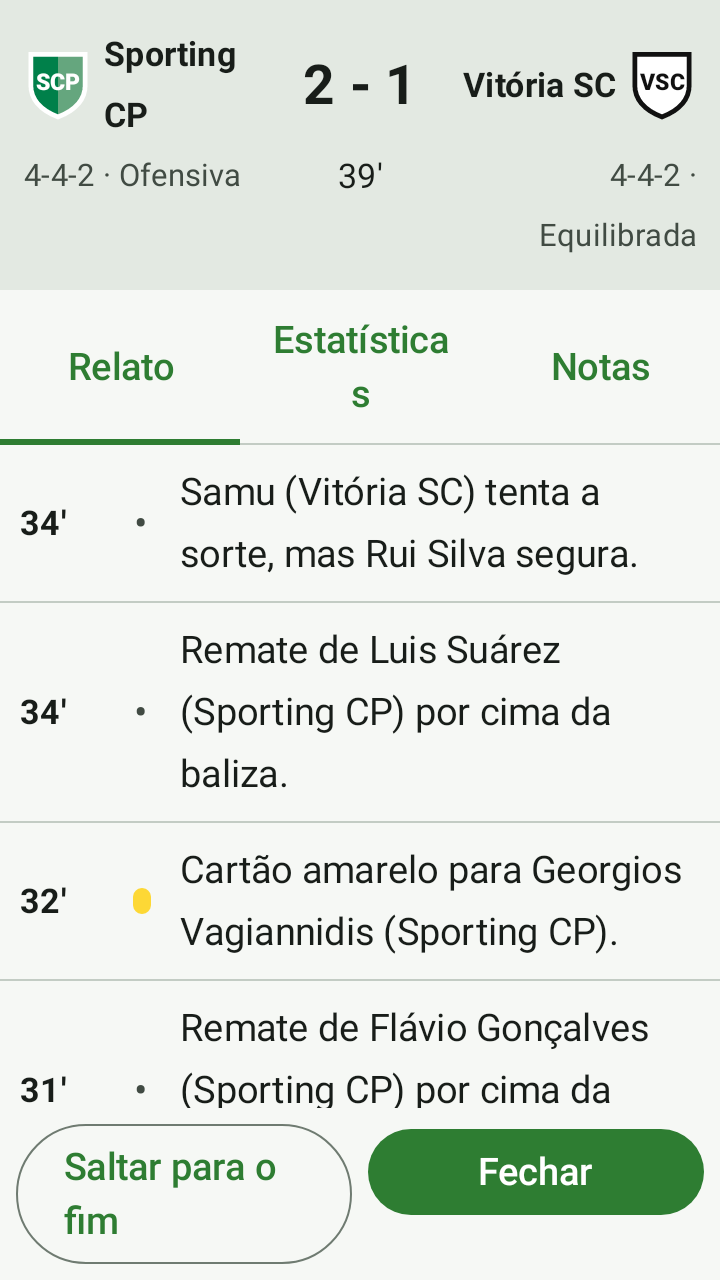 SCP
Sporting
CP
2 - 1
Vitória SC
VSC
4-4-2 · Ofensiva
39'
4-4-2 ·
Equilibrada
Relato
Estatística
s
Notas
34'
Samu (Vitória SC) tenta a
sorte, mas Rui Silva segura.
34'
Remate de Luis Suárez
(Sporting CP) por cima da
baliza.
32'
Cartão amarelo para Georgios
Vagiannidis (Sporting CP).
31'
Remate de Flávio Gonçalves
(Sporting CP) por cima da
Saltar para o
fim
Fechar